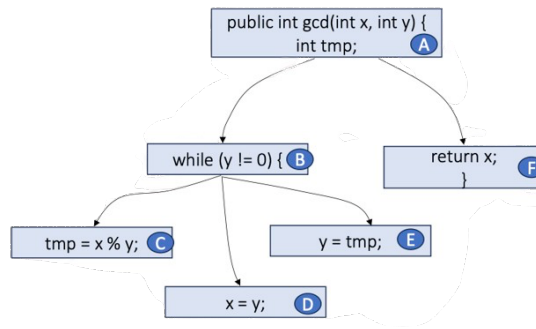 public int gcd(int x, int y) {
int tmp; A
while (y != 0) { B
return x; F
}
tmp = x % y; C
y = tmp; E
x = y; D